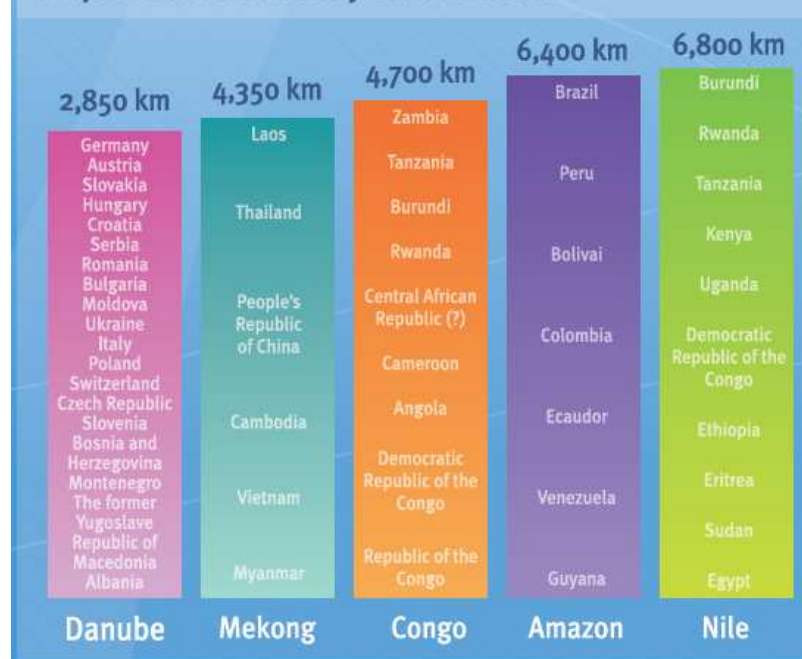 2,850 km
Germany
Austria
Slovakia
Hungary
Croatia
Serbia
Romania
Bulgaria
Moldova
Ukraine
Italy
Poland
Switzerland
Czech Republic
Slovenia
Bosnia and
Herzegovina
Montenegro
The former
Yugoslave
Republic of
Macedonia
Albania
Danube
4,350 km
Laos
Thailand
People's
Republic
of China
Cambodia
Vietnam
Myanmar
Mekong
4,700 km
Zambia
Tanzania
Burundi
Rwanda
Central African
Republic (?)
Cameroon
Angola
Democratic
Republic of the
Congo
Republic of the
Congo
Congo
6,400 km
Brazil
Peru
Bolivai
Colombia
Ecaudor
Venezuela
Guyana
Amazon
6,800 km
Burundi
Rwanda
Tanzania
Kenya
Uganda
Democratic
Republic of the
Congo
Ethiopia
Eritrea
Sudan
Egypt
Nile